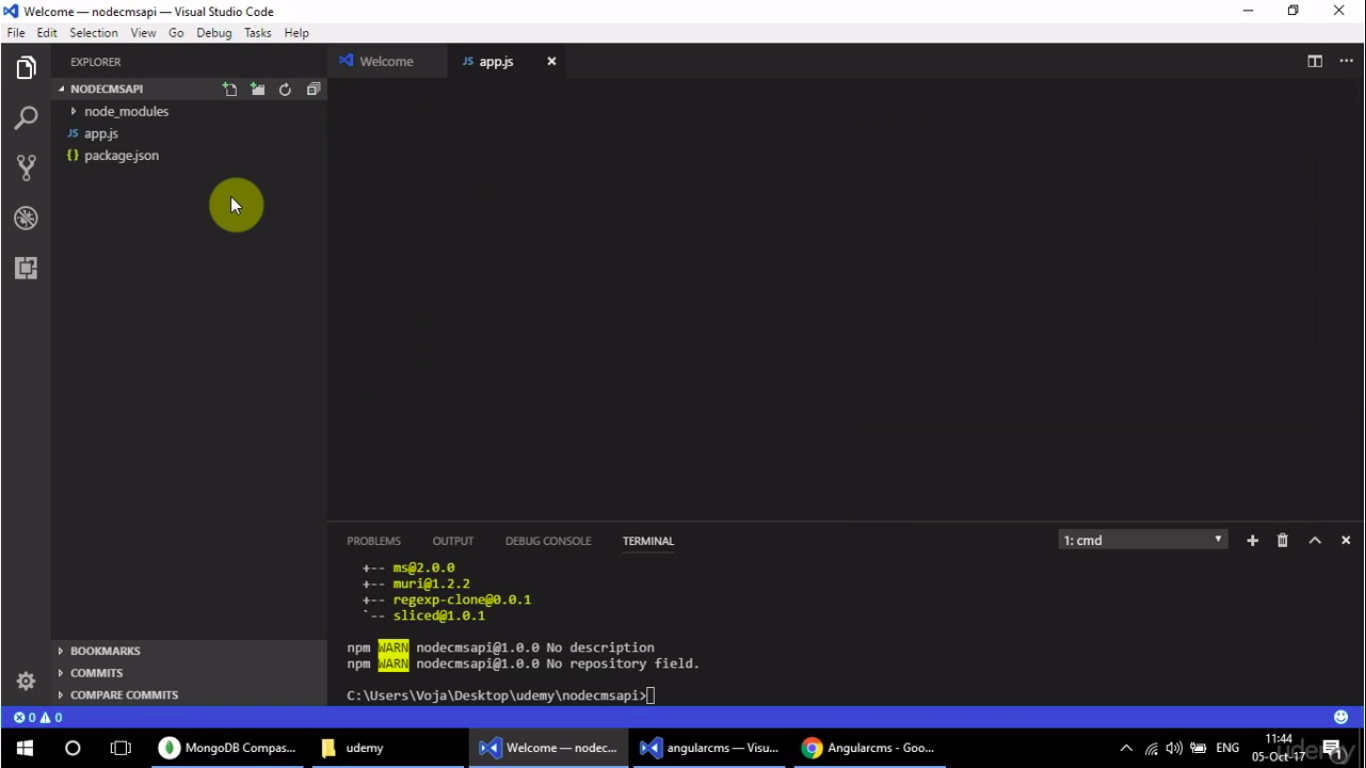 Welcome — nodecmsapi — Visual Studio Code
File Edit Selection View Go Debug Tasks Help
EXPLORER
Welcome
JS app.js
NODECMSAPI
node_modules
JS app.js
{} package.json
PROBLEMS OUTPUT DEBUG CONSOLE TERMINAL
1: cmd
+-- ms@2.0.0
+-- muri@1.2.2
+-- regexp-clone@0.0.1
`-- sliced@1.0.1
npm WARN nodecmsapi@1.0.0 No description
npm WARN nodecmsapi@1.0.0 No repository field.
C:\Users\Voja\Desktop\udemy\nodecmsapi>
BOOKMARKS
COMMITS
COMPARE COMMITS
0 0
MongoDB Compas...
udemy
Welcome — nodec...
angularcms — Visu...
Angularcms - Goo...
ENG
11:44
05-Oct-17
1
udemy